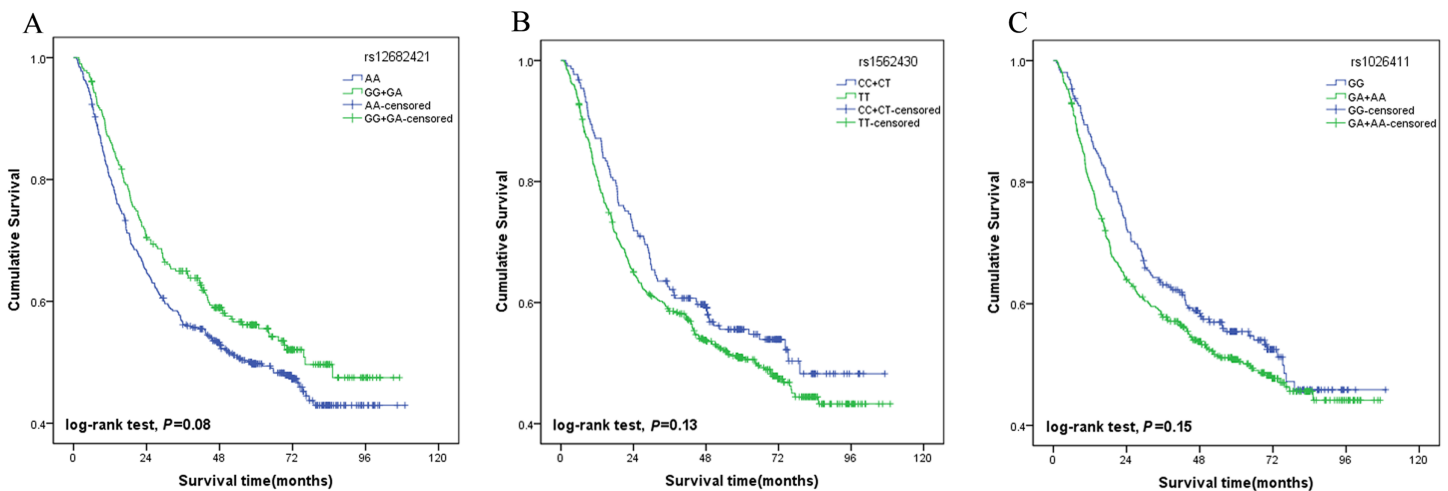 A
rs12682421
AA
GG+GA
AA-censored
GG+GA-censored
1.0
0.8
0.6
0.4
Cumulative Survival
log-rank test, P=0.08
0 24 48 72 96 120
Survival time(months)
B
rs1562430
CC+CT
TT
CC+CT-censored
TT-censored
1.0
0.8
0.6
0.4
Cumulative Survival
log-rank test, P=0.13
0 24 48 72 96 120
Survival time(months)
C
rs1026411
GG
GA+AA
GG-censored
GA+AA-censored
1.0
0.8
0.6
0.4
Cumulative Survival
log-rank test, P=0.15
0 24 48 72 96 120
Survival time(months)